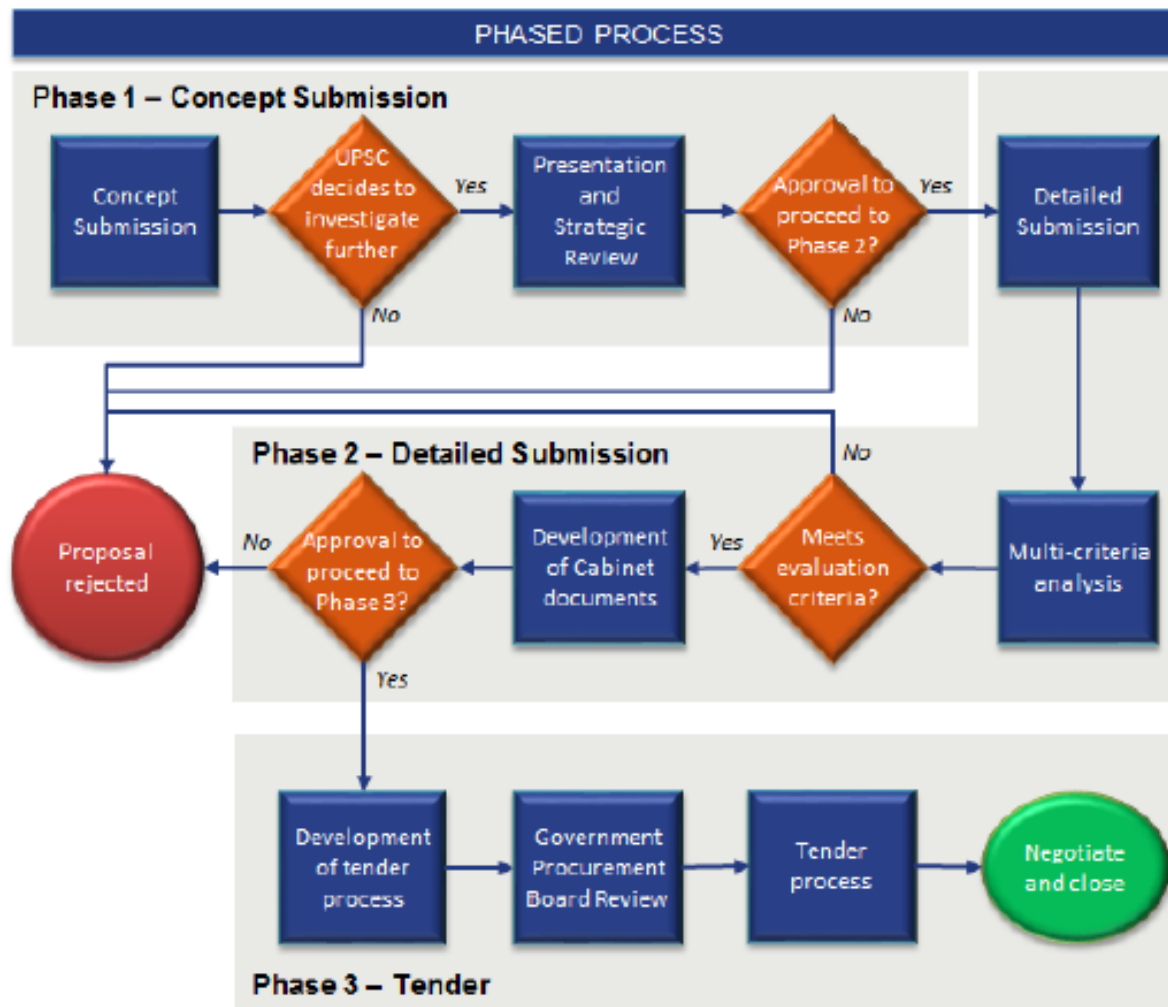 PHASED PROCESS
Phase 1 – Concept Submission
Concept
Submission
UPSC
decides to
investigate
further
Yes
No
Presentation
and
Strategic
Review
Approval to
proceed to
Phase 2?
Yes
No
Detailed
Submission
Phase 2 – Detailed Submission
Multi-criteria
analysis
Meets
evaluation
criteria?
No
Yes
Development
of Cabinet
documents
Approval to
proceed to
Phase 3?
No
Yes
Proposal
rejected
Development
of tender
process
Government
Procurement
Board Review
Tender
process
Negotiate
and close
Phase 3 – Tender